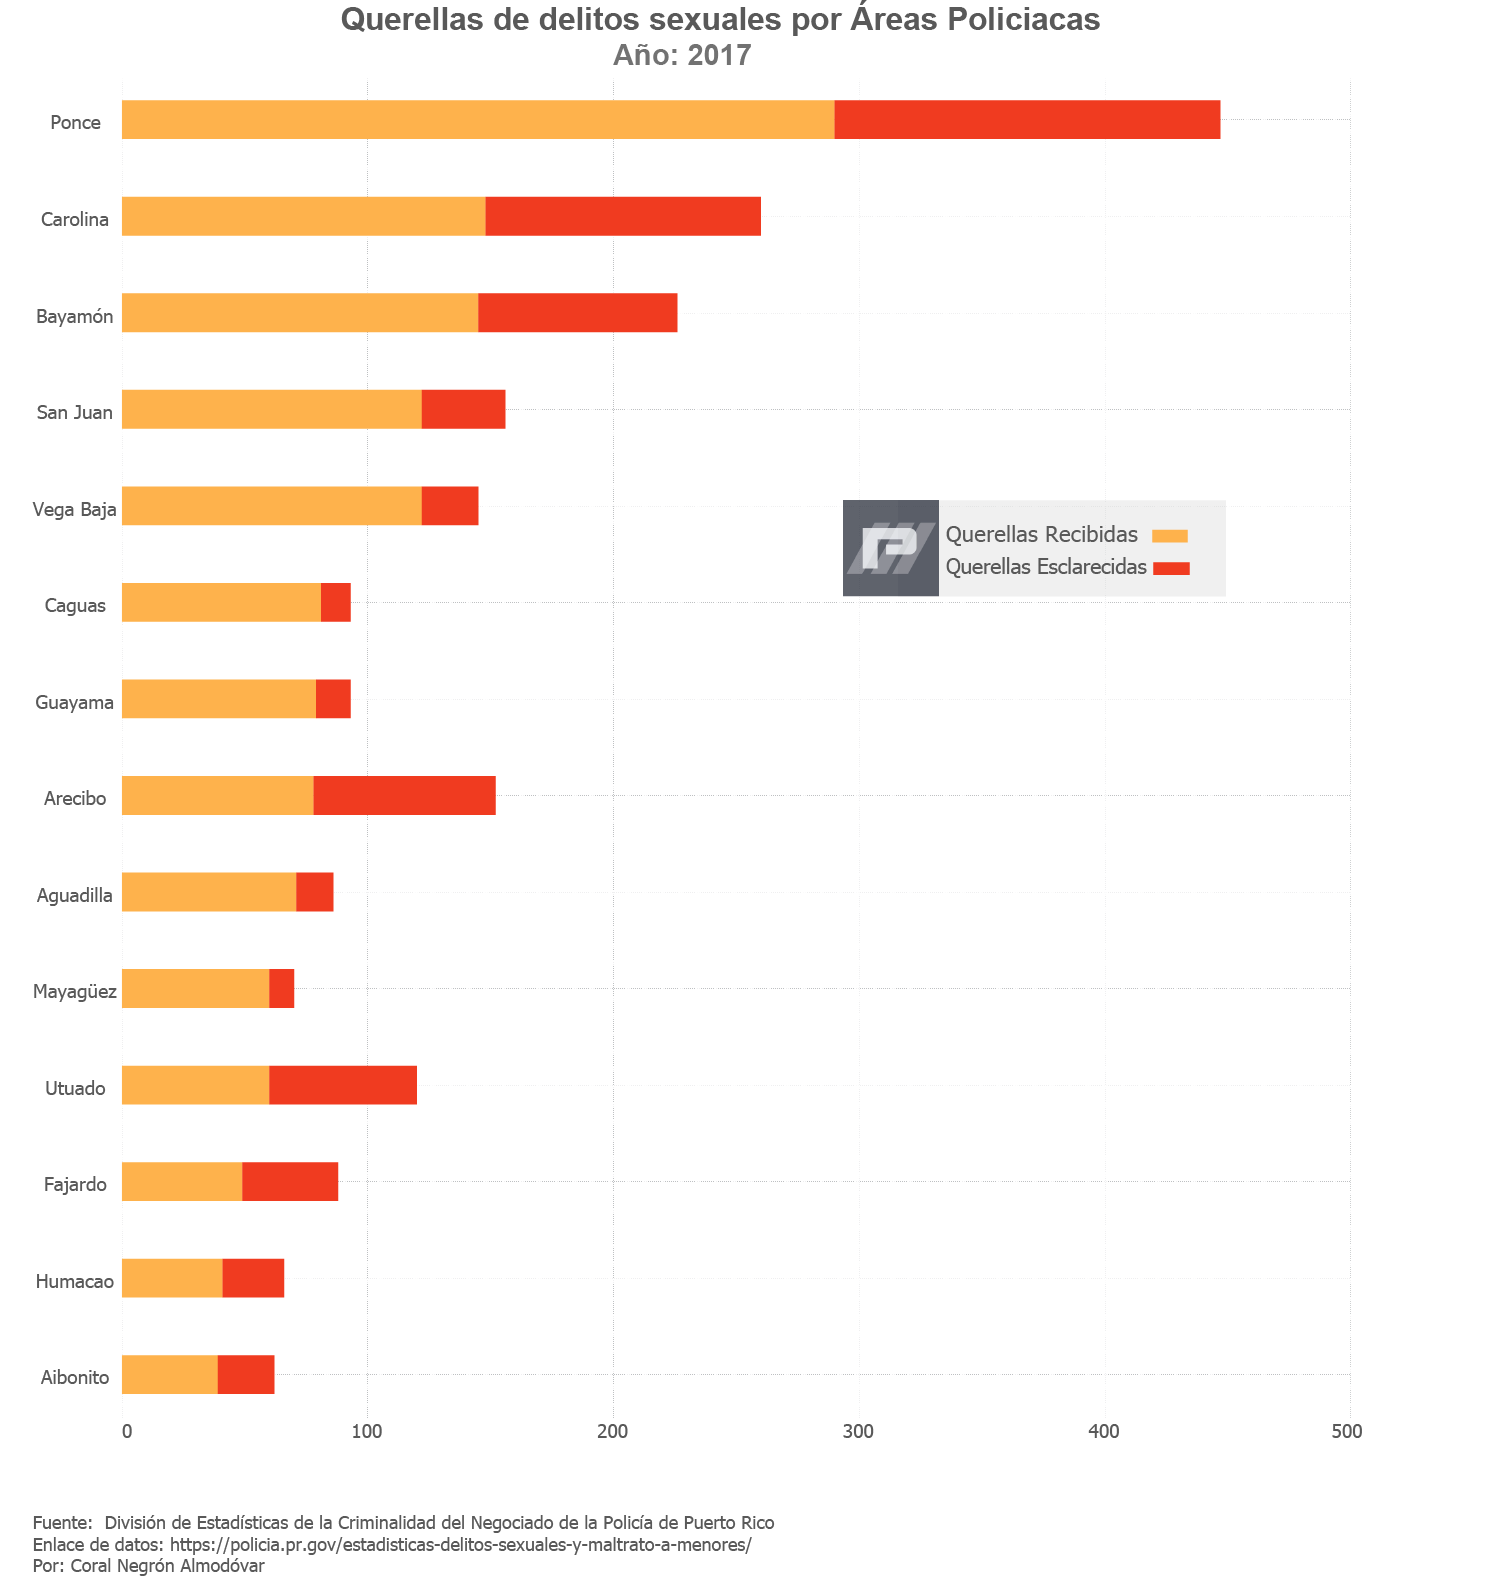 Querellas de delitos sexuales por Áreas Policiacas
Año: 2017
Ponce
Carolina
Bayamón
San Juan
Vega Baja
Querellas Recibidas
Querellas Esclarecidas
Caguas
Guayama
Arecibo
Aguadilla
Mayagüez
Utuado
Fajardo
Humacao
Aibonito
0 100 200 300 400 500
Fuente: División de Estadísticas de la Criminalidad del Negociado de la Policía de Puerto Rico
Enlace de datos: https://policia.pr.gov/estadisticas-delitos-sexuales-y-maltrato-a-menores/
Por: Coral Negrón Almodóvar